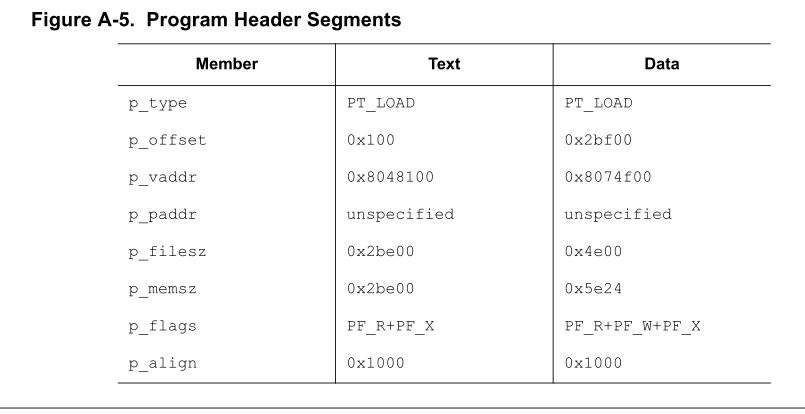 Figure A-5. Program Header Segments
Member Text Data
p_type PT_LOAD PT_LOAD
p_offset 0x100 0x2bf00
p_vaddr 0x8048100 0x8074f00
p_paddr unspecified unspecified
p_filesz 0x2be00 0x4e00
p_memsz 0x2be00 0x5e24
p_flags PF_R+PF_X PF_R+PF_W+PF_X
p_align 0x1000 0x1000